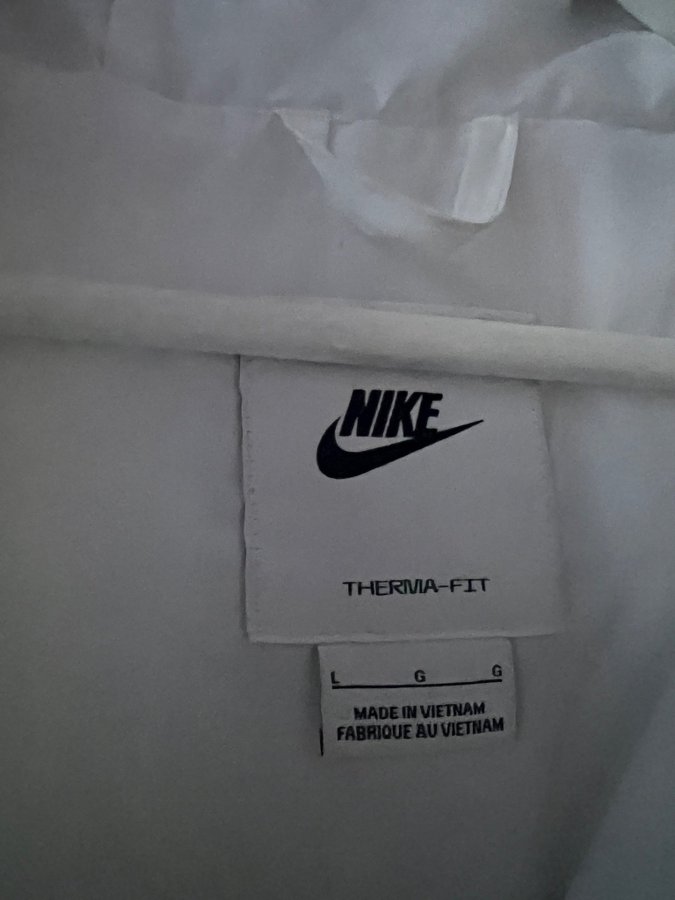 NIKE
THERMA-FIT
L G G
MADE IN VIETNAM
FABRIQUE AU VIETNAM